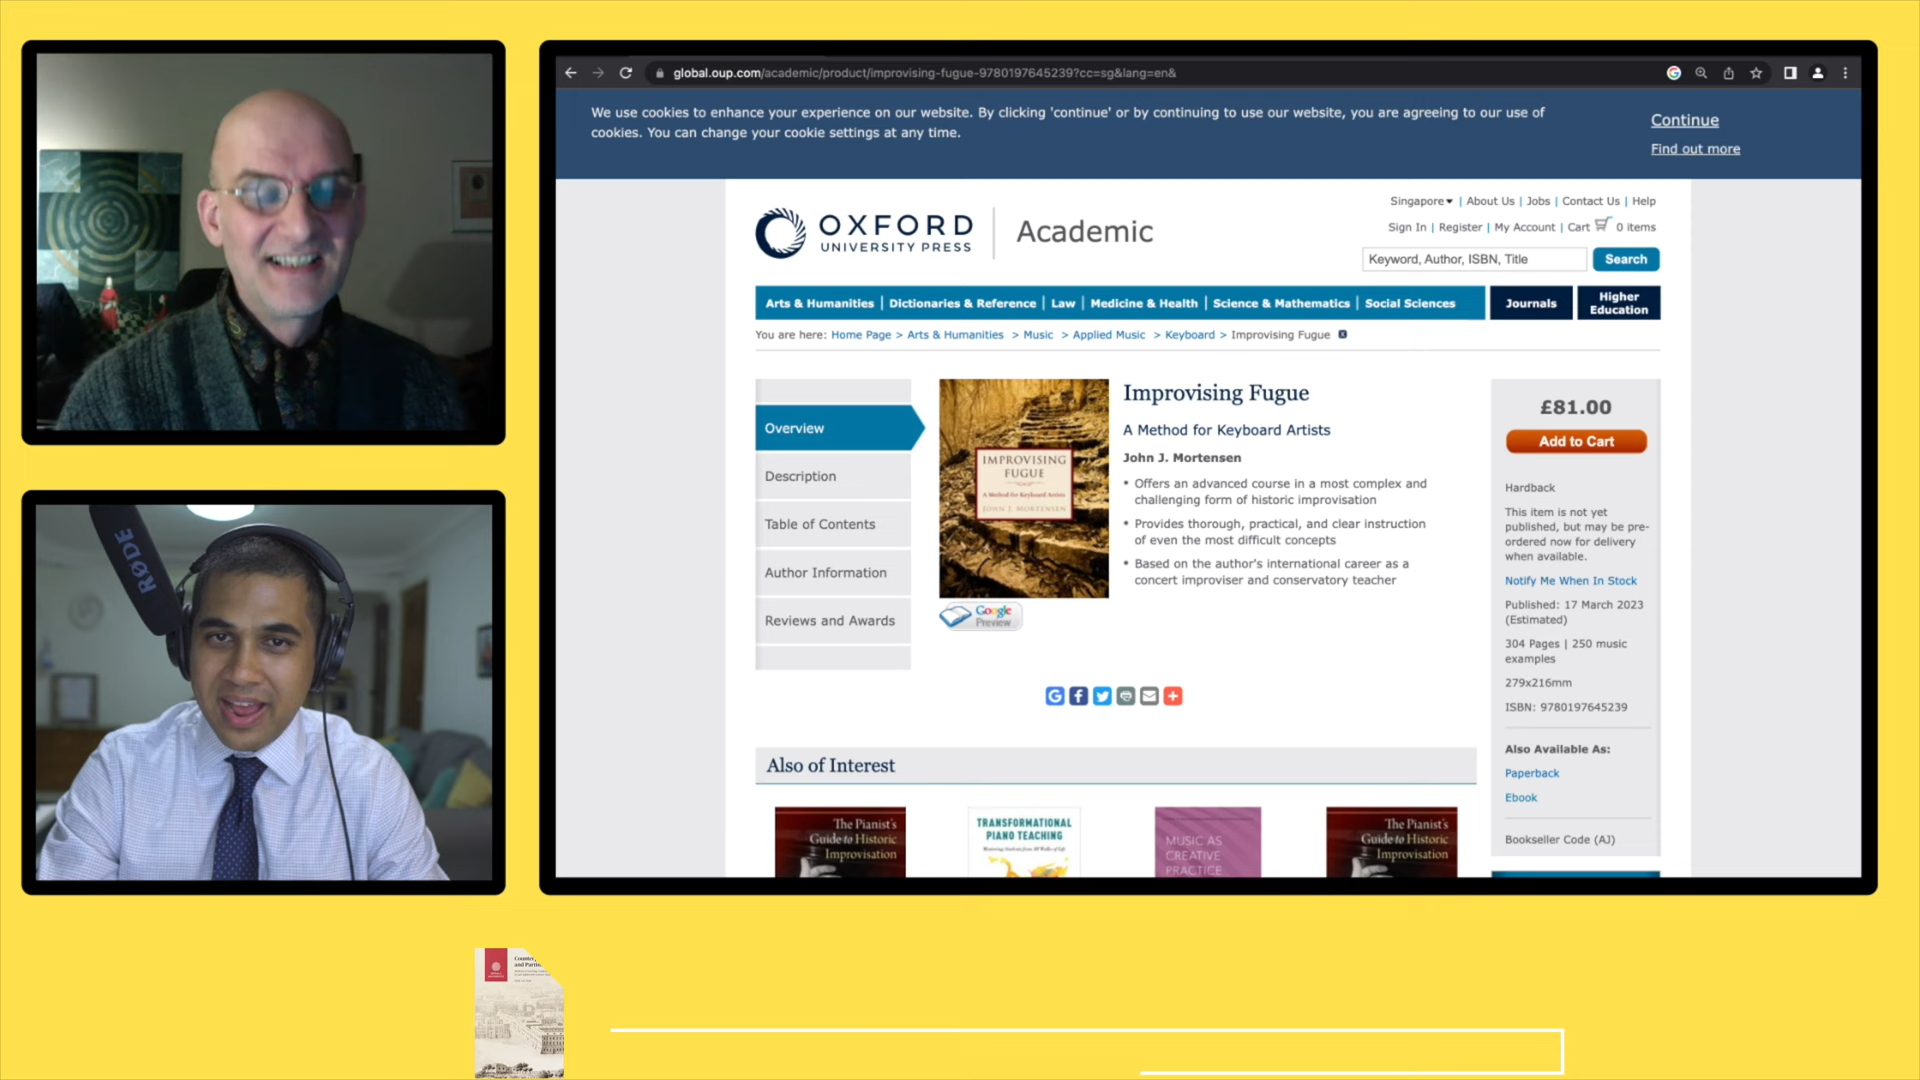 RØDE
global.oup.com/academic/product/improvising-fugue-9780197645239?cc=sg&lang=en&
We use cookies to enhance your experience on our website. By clicking 'continue' or by continuing to use our website, you are agreeing to our use of
cookies. You can change your cookie settings at any time.
Continue
Find out more
OXFORD
UNIVERSITY PRESS
Academic
Singapore | About Us | Jobs | Contact Us | Help
Sign In | Register | My Account | Cart 0 items
Keyword, Author, ISBN, Title
Search
Arts & Humanities | Dictionaries & Reference | Law | Medicine & Health | Science & Mathematics | Social Sciences
Journals
Higher
Education
You are here: Home Page > Arts & Humanities > Music > Applied Music > Keyboard > Improvising Fugue
Overview
Description
Table of Contents
Author Information
Reviews and Awards
IMPROVISING
FUGUE
A Method for Keyboard Artists
JOHN J. MORTENSEN
Google
Preview
Improvising Fugue
A Method for Keyboard Artists
John J. Mortensen
• Offers an advanced course in a most complex and
challenging form of historic improvisation
• Provides thorough, practical, and clear instruction
of even the most difficult concepts
• Based on the author's international career as a
concert improviser and conservatory teacher
£81.00
Add to Cart
Hardback
This item is not yet
published, but may be pre-
ordered now for delivery
when available.
Notify Me When In Stock
Published: 17 March 2023
(Estimated)
304 Pages | 250 music
examples
279x216mm
ISBN: 9780197645239
Also Available As:
Paperback
Ebook
Bookseller Code (AJ)
Also of Interest
The Pianist's
Guide to Historic
Improvisation
TRANSFORMATIONAL
PIANO TEACHING
MUSIC AS
CREATIVE
PRACTICE
The Pianist's
Guide to Historic
Improvisation